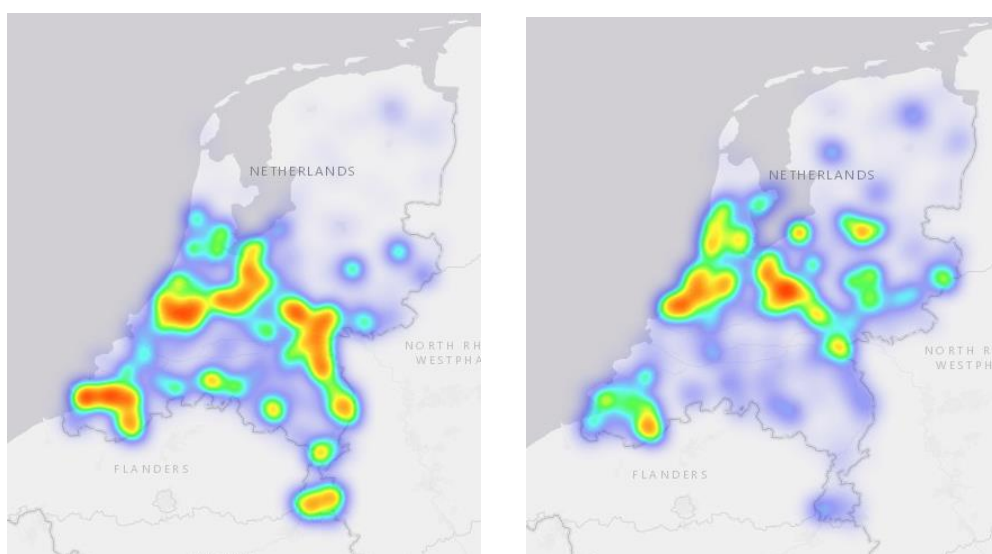 NETHERLANDS
NORTH RH
WESTPHA
FLANDERS
NETHERLANDS
NORTH R
WESTPH
FLANDERS